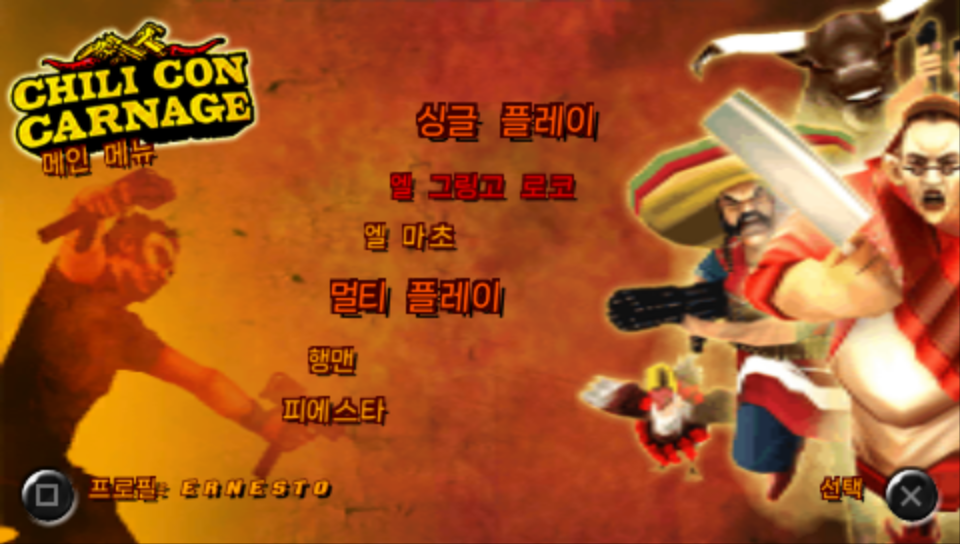 CHILI CON
CARNAGE
메인 메뉴
싱글 플레이
엘 그링고 로코
엘 마초
멀티 플레이
행맨
피에스타
프로필: ERNESTO
선택